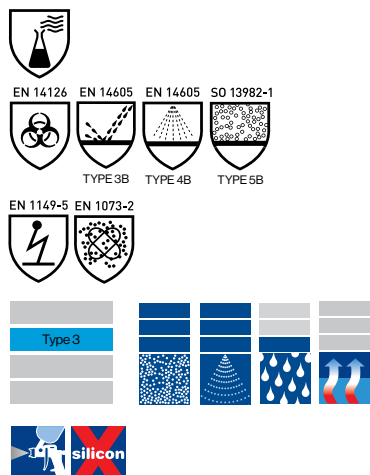 EN 14126 EN 14605 EN 14605 SO 13982-1
TYPE 3B TYPE 4B TYPE 5B
EN 1149-5 EN 1073-2
Type 3
silicon